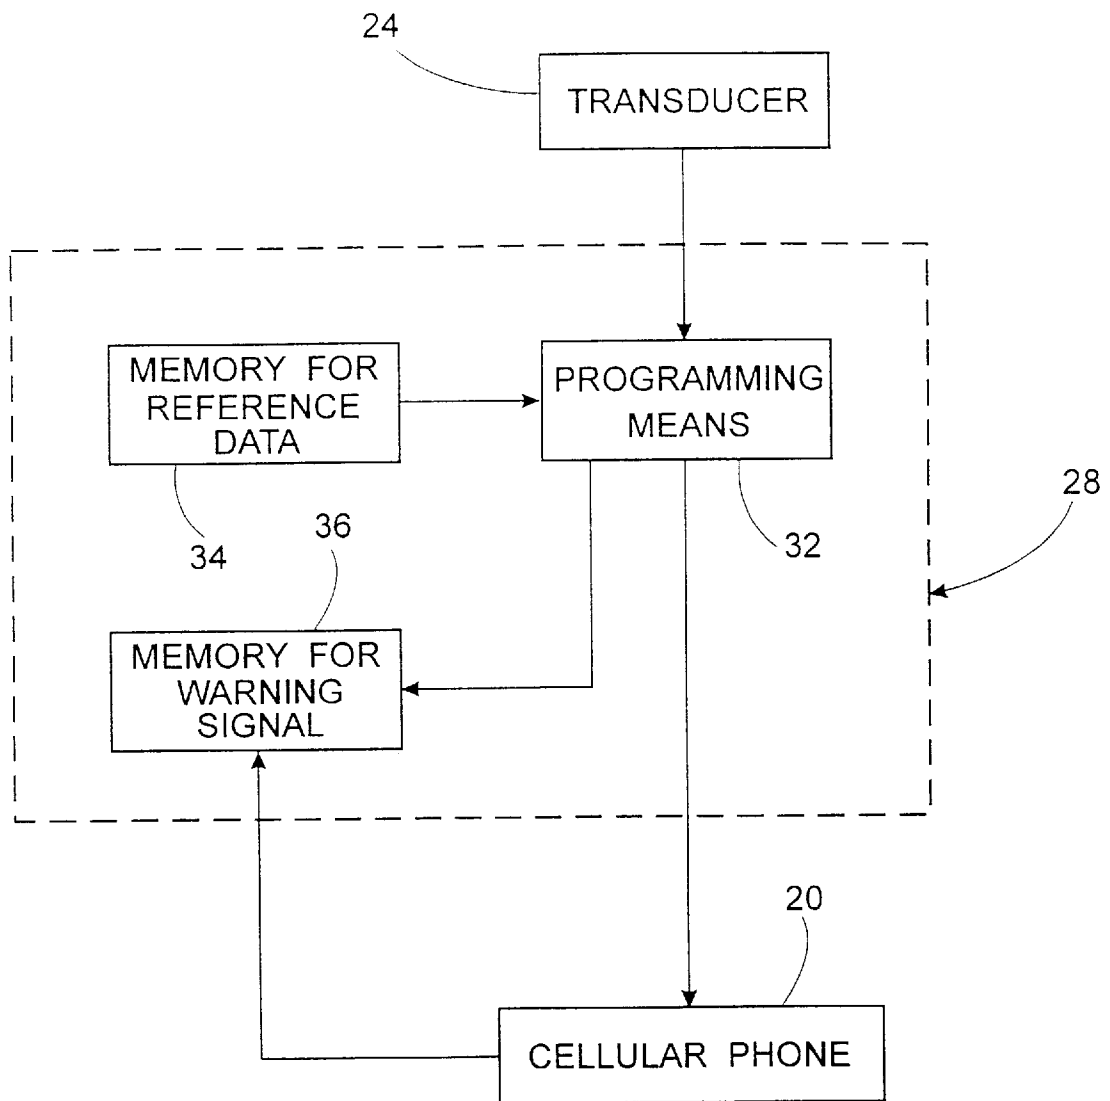 24
TRANSDUCER
MEMORY FOR
REFERENCE
DATA
PROGRAMMING
MEANS
28
34
36
32
MEMORY FOR
WARNING
SIGNAL
20
CELLULAR PHONE